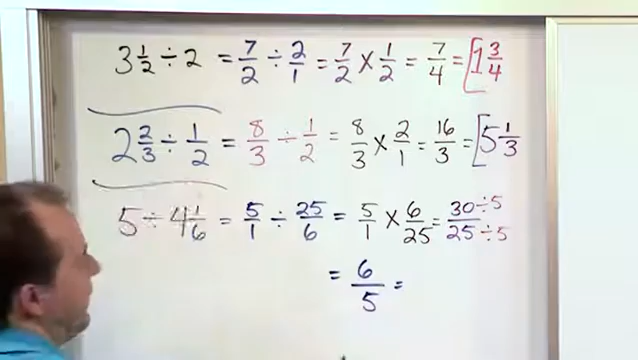 3 1/2 ÷ 2 = 7/2 ÷ 2/1 = 7/2 × 1/2 = 7/4 = [1 3/4
2 2/3 ÷ 1/2 = 8/3 ÷ 1/2 = 8/3 × 2/1 = 16/3 = [5 1/3
5 ÷ 4 1/6 = 5/1 ÷ 25/6 = 5/1 × 6/25 = 30÷5/25÷5
= 6/5 =